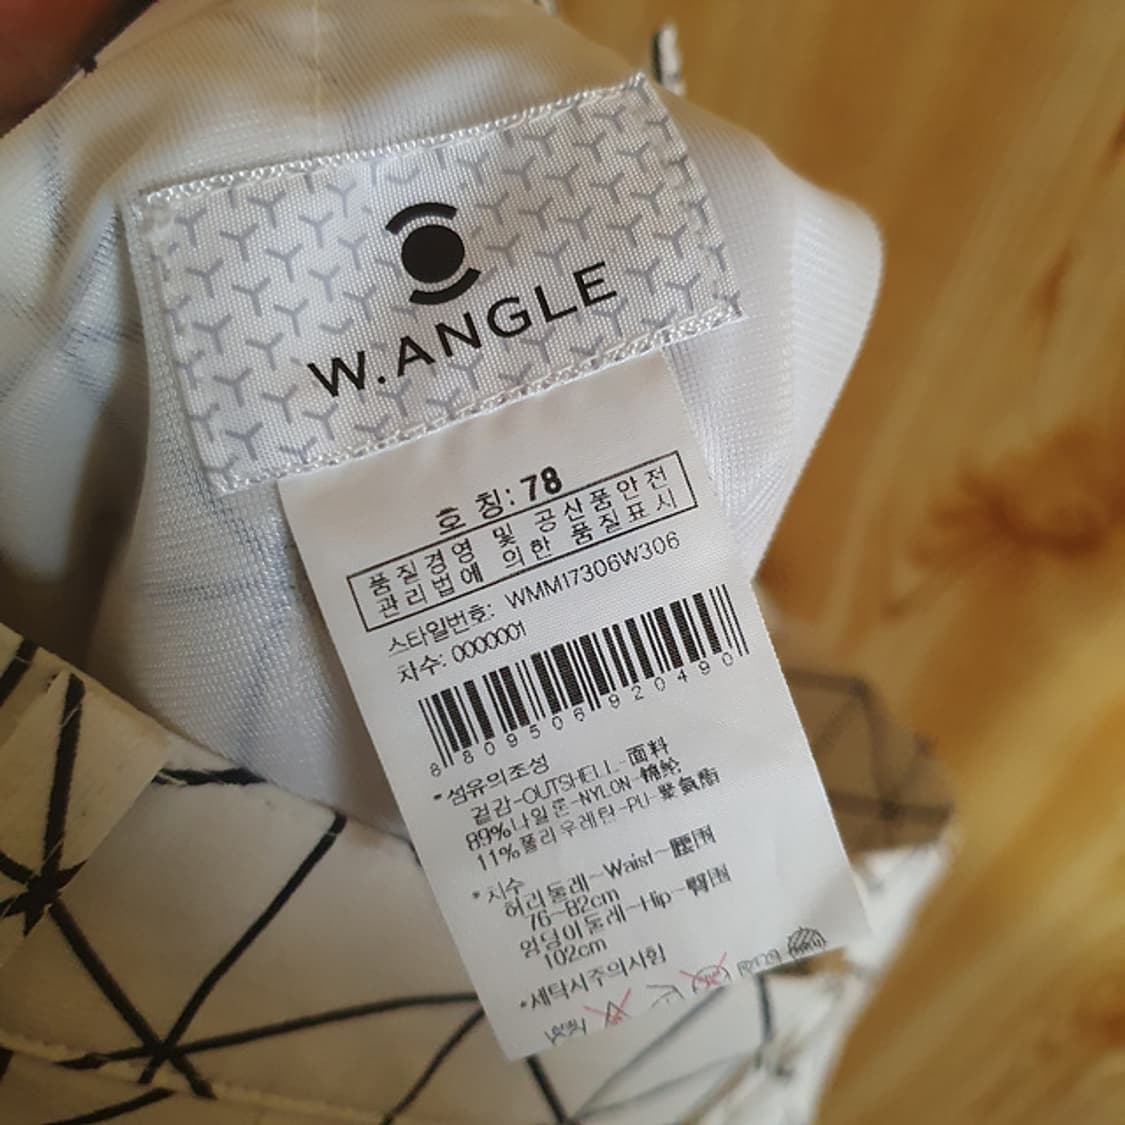 W.ANGLE
호 칭: 78
품질경영 및 공산품안전
관리법에 의한 품질표시
스타일번호: WMM17306W306
차수: 0000001
8 809506 920490
*섬유의조성
겉감-OUTSHELL-面料
89%나일론-NYLON-锦纶
11%폴리우레탄-PU-聚氨酯
*치수
허리둘레~Waist~腰围
76~82cm
엉덩이둘레~Hip~臀围
102cm
*세탁시주의사항